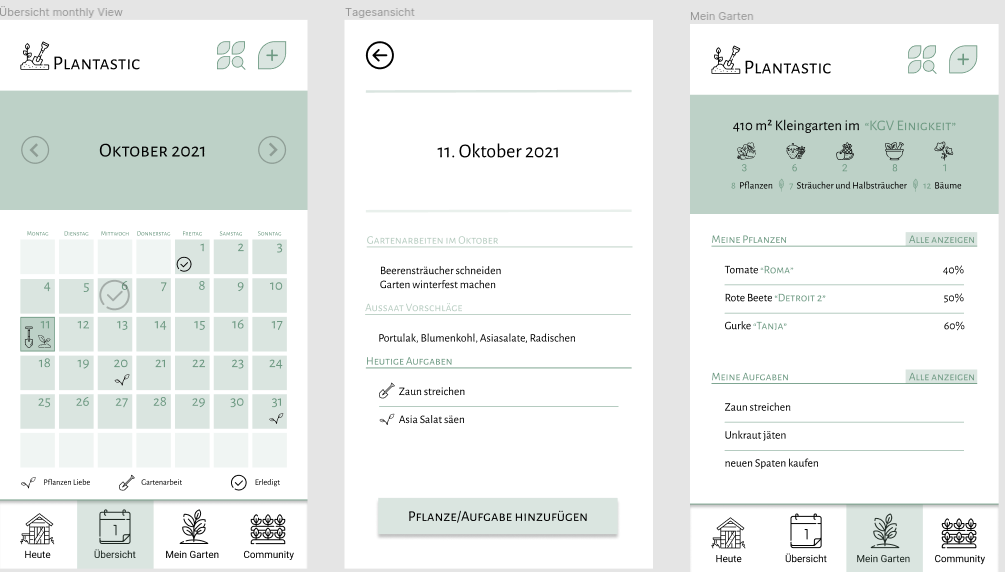 Übersicht monthly View
Plantastic
Oktober 2021
Montag Dienstag Mittwoch Donnerstag Freitag Samstag Sonntag
1 2 3
4 5 6 7 8 9 10
11 12 13 14 15 16 17
18 19 20 21 22 23 24
25 26 27 28 29 30 31
Pflanzen Liebe Gartenarbeit Erledigt
1
Heute Übersicht Mein Garten Community
Tagesansicht
11. Oktober 2021
Gartenarbeiten im Oktober
Beerensträucher schneiden
Garten winterfest machen
Aussaat Vorschläge
Portulak, Blumenkohl, Asiasalate, Radischen
Heutige Aufgaben
Zaun streichen
Asia Salat säen
Pflanze/Aufgabe hinzufügen
Mein Garten
Plantastic
410 m² Kleingarten im "KGV Einigkeit"
3 6 2 8 1
8 Pflanzen 7 Sträucher und Halbsträucher 12 Bäume
Meine Pflanzen Alle anzeigen
Tomate "Roma" 40%
Rote Beete "Detroit 2" 50%
Gurke "Tanja" 60%
Meine Aufgaben Alle anzeigen
Zaun streichen
Unkraut jäten
neuen Spaten kaufen
1
Heute Übersicht Mein Garten Community